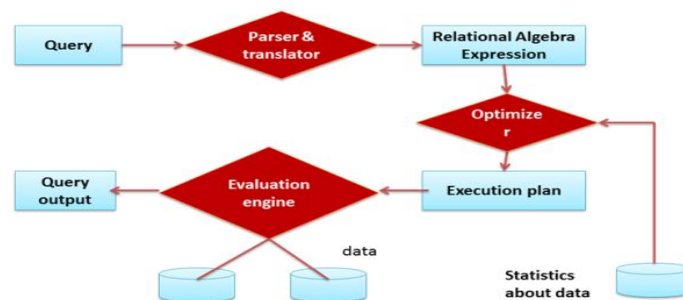 Query
Parser &
translator
Relational Algebra
Expression
Optimize
r
Query
output
Evaluation
engine
Execution plan
data
Statistics
about data